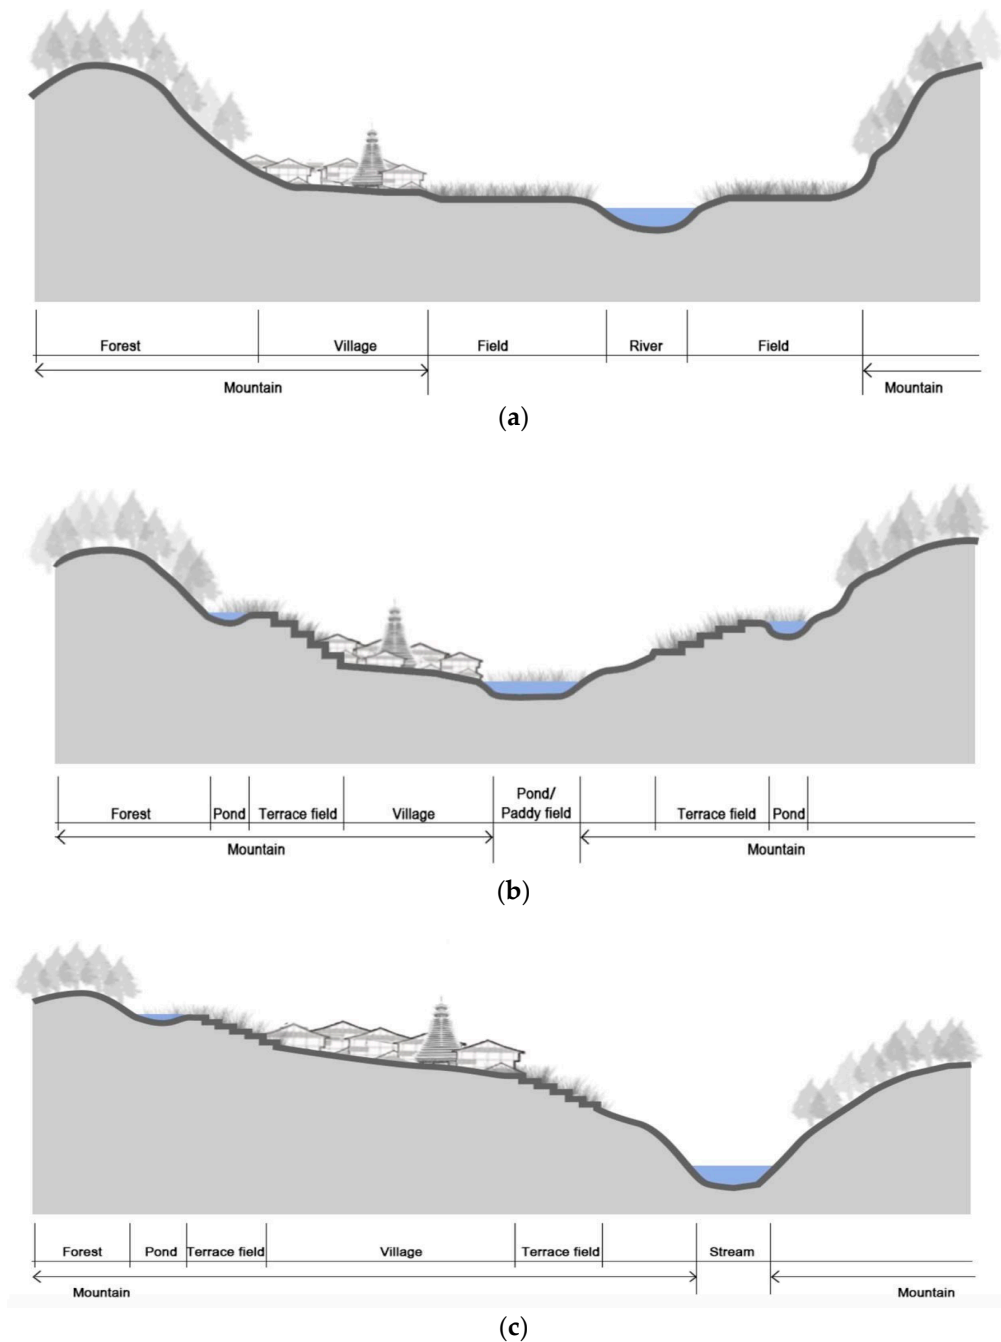 Forest Village Field River Field
Mountain Mountain
(a)
Pond/
Forest Pond Terrace field Village Paddy field Terrace field Pond
Mountain Mountain
(b)
Forest Pond Terrace field Village Terrace field Stream
Mountain Mountain
(c)